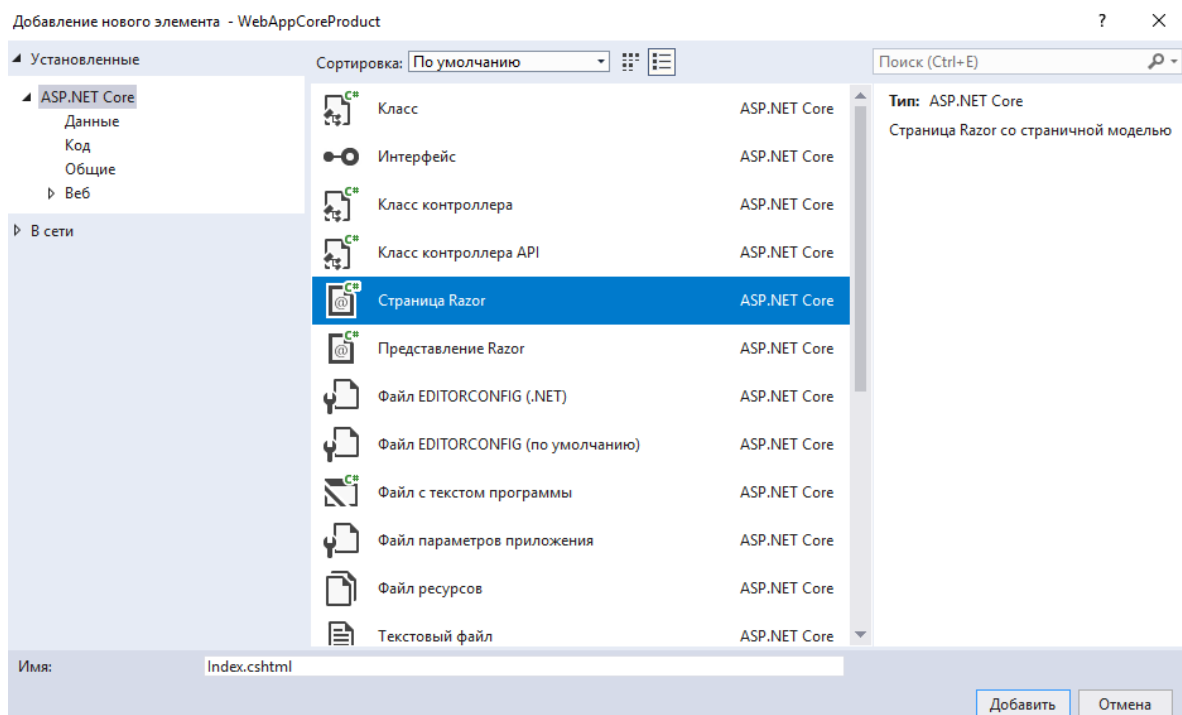 Добавление нового элемента - WebAppCoreProduct
?
Установленные
ASP.NET Core
Данные
Код
Общие
Веб
В сети
Сортировка: По умолчанию
C# Класс ASP.NET Core
Интерфейс ASP.NET Core
C# Класс контроллера ASP.NET Core
C# Класс контроллера API ASP.NET Core
C# @ Страница Razor ASP.NET Core
C# @ Представление Razor ASP.NET Core
Файл EDITORCONFIG (.NET) ASP.NET Core
Файл EDITORCONFIG (по умолчанию) ASP.NET Core
C# Файл с текстом программы ASP.NET Core
Файл параметров приложения ASP.NET Core
Файл ресурсов ASP.NET Core
Текстовый файл ASP.NET Core
Поиск (Ctrl+E)
Тип: ASP.NET Core
Страница Razor со страничной моделью
Имя: Index.cshtml
Добавить Отмена